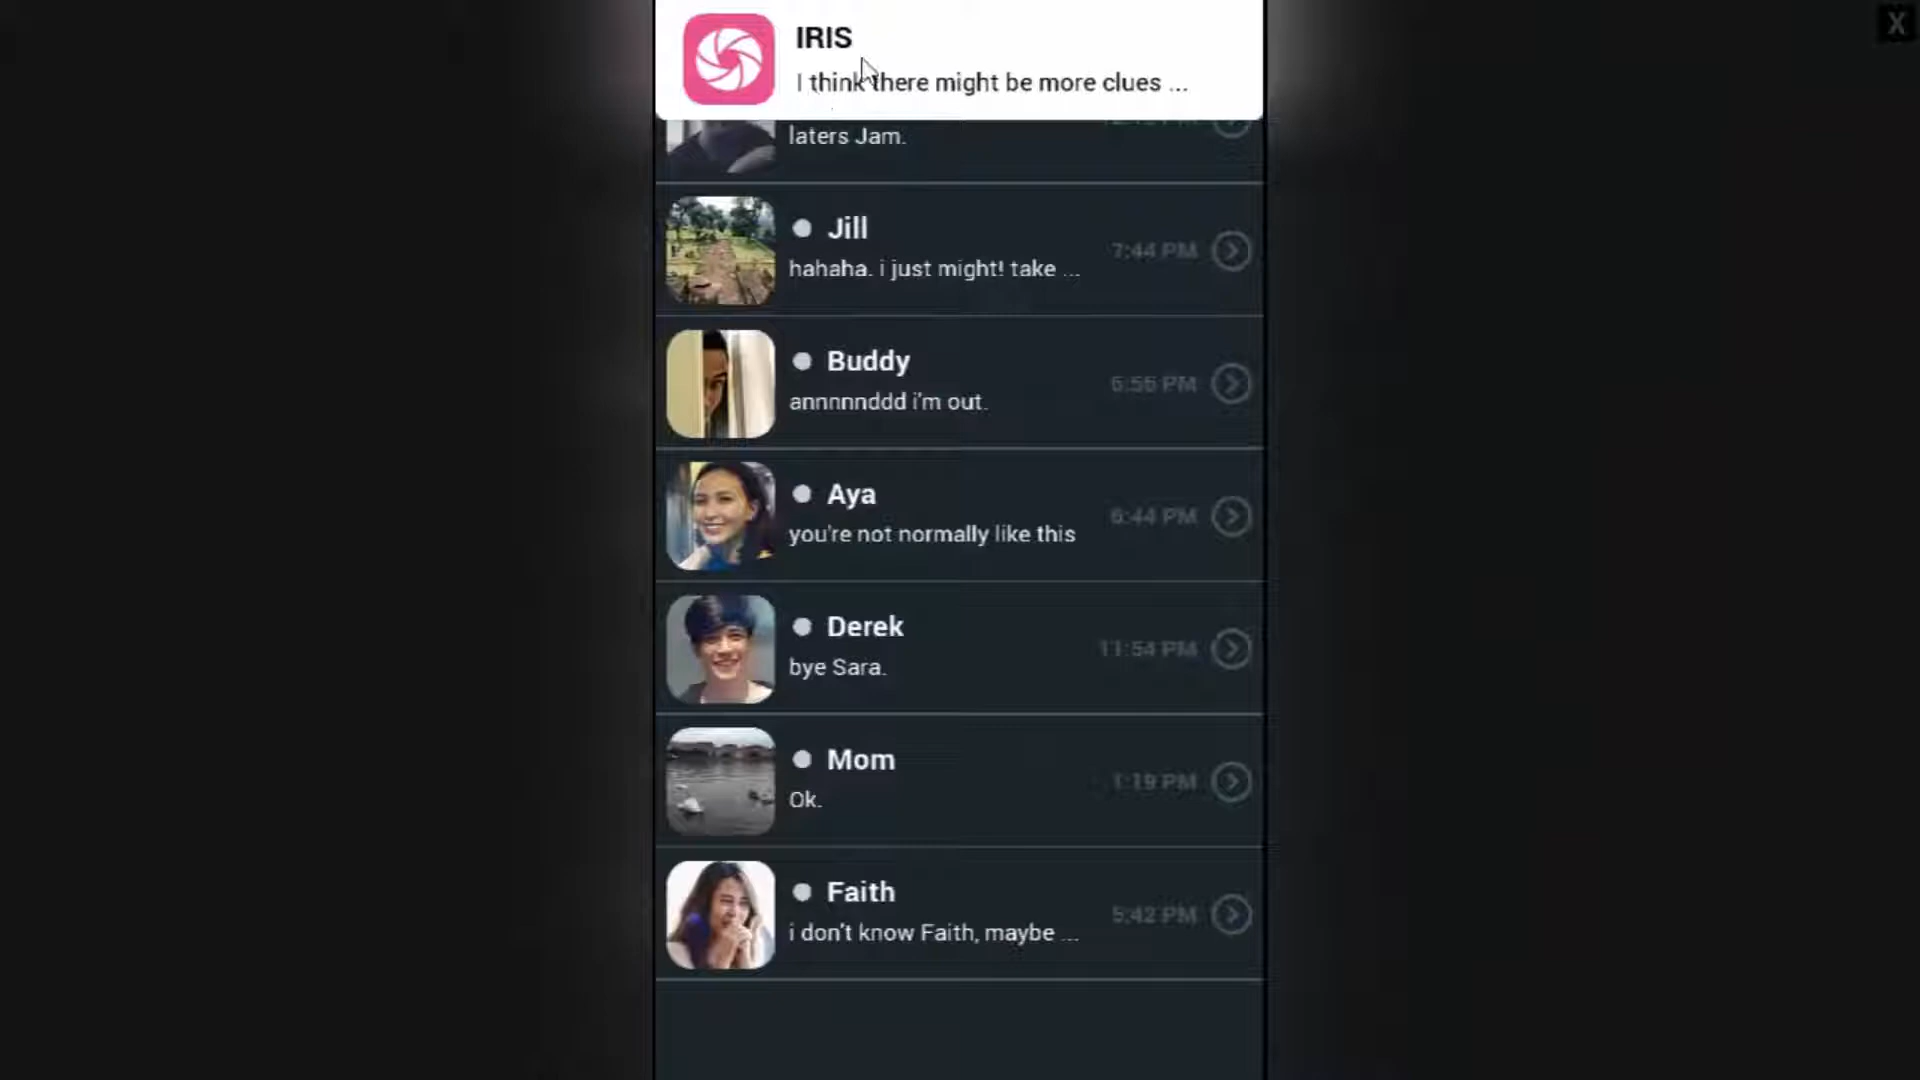 X
IRIS
I think there might be more clues ...
laters Jam.
Jill
7:44 PM
hahaha. i just might! take ...
Buddy
6:56 PM
annnnnddd i'm out.
Aya
6:44 PM
you're not normally like this
Derek
11:54 PM
bye Sara.
Mom
1:19 PM
Ok.
Faith
5:42 PM
i don't know Faith, maybe ...